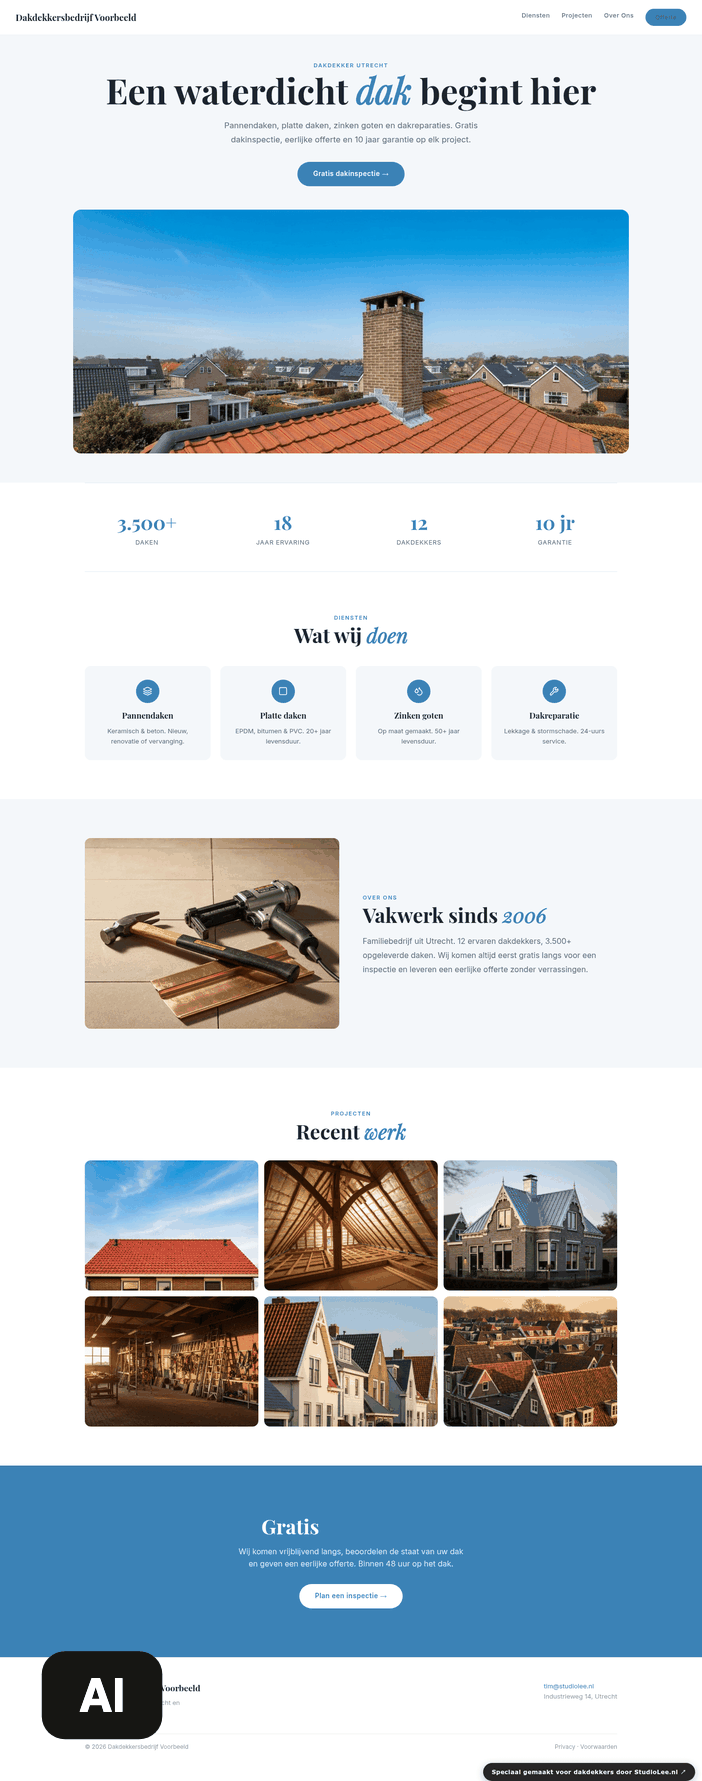 Dakdekkersbedrijf Voorbeeld
Diensten
Projecten
Over Ons
Offerte
DAKDEKKER UTRECHT
Een waterdicht dak begint hier
Pannendaken, platte daken, zinken goten en dakreparaties. Gratis
dakinspectie, eerlijke offerte en 10 jaar garantie op elk project.
Gratis dakinspectie →
3.500+
DAKEN
18
JAAR ERVARING
12
DAKDEKKERS
10 jr
GARANTIE
DIENSTEN
Wat wij doen
Pannendaken
Keramisch & beton. Nieuw,
renovatie of vervanging.
Platte daken
EPDM, bitumen & PVC. 20+ jaar
levensduur.
Zinken goten
Op maat gemaakt. 50+ jaar
levensduur.
Dakreparatie
Lekkage & stormschade. 24-uurs
service.
OVER ONS
Vakwerk sinds 2006
Familiebedrijf uit Utrecht. 12 ervaren dakdekkers, 3.500+
opgeleverde daken. Wij komen altijd eerst gratis langs voor een
inspectie en leveren een eerlijke offerte zonder verrassingen.
PROJECTEN
Recent werk
Gratis
Wij komen vrijblijvend langs, beoordelen de staat van uw dak
en geven een eerlijke offerte. Binnen 48 uur op het dak.
Plan een inspectie →
AI
Voorbeeld
en
tim@studiolee.nl
Industrieweg 14, Utrecht
© 2026 Dakdekkersbedrijf Voorbeeld
Privacy · Voorwaarden
Speciaal gemaakt voor dakdekkers door StudioLee.nl ↗